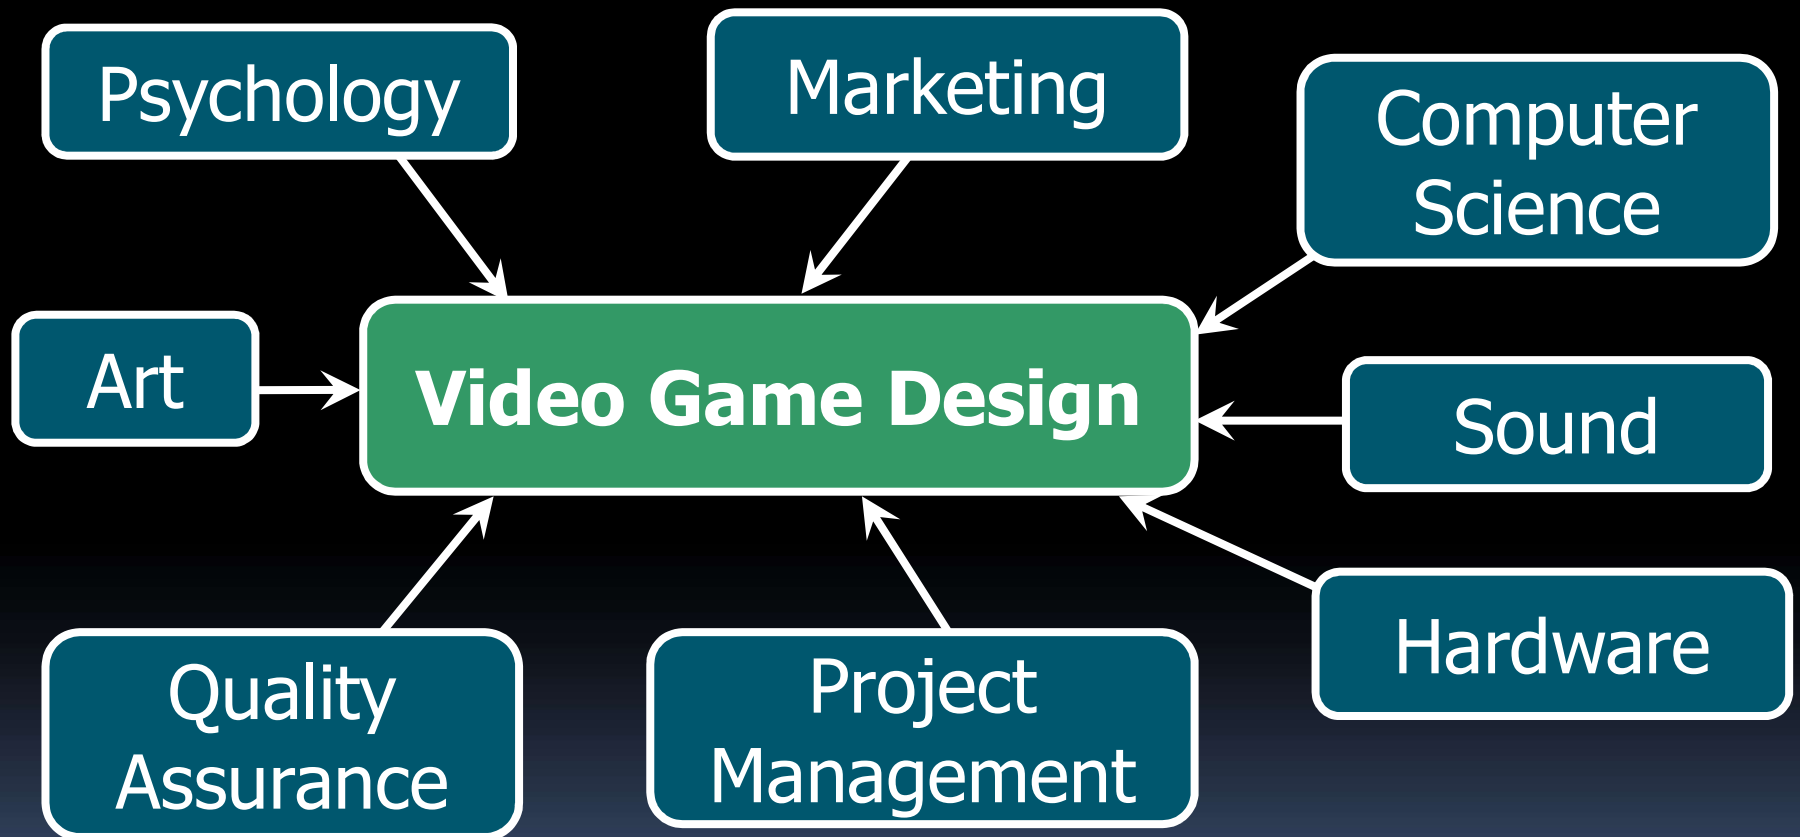 Psychology
Marketing
Computer
Science
Art
Video Game Design
Sound
Hardware
Quality
Assurance
Project
Management